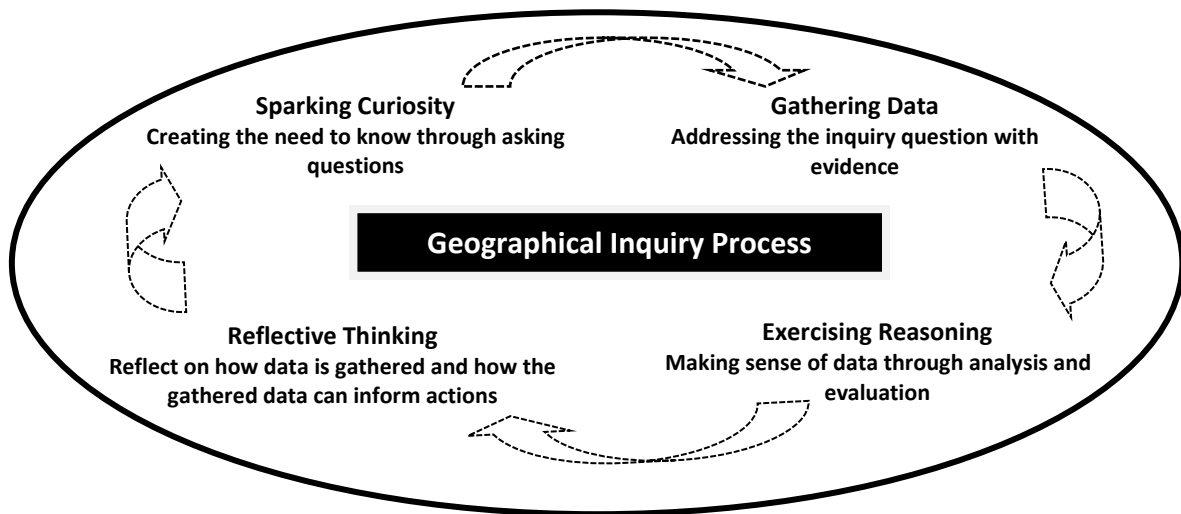 Sparking Curiosity
Creating the need to know through asking
questions
Gathering Data
Addressing the inquiry question with
evidence
Geographical Inquiry Process
Reflective Thinking
Reflect on how data is gathered and how the
gathered data can inform actions
Exercising Reasoning
Making sense of data through analysis and
evaluation